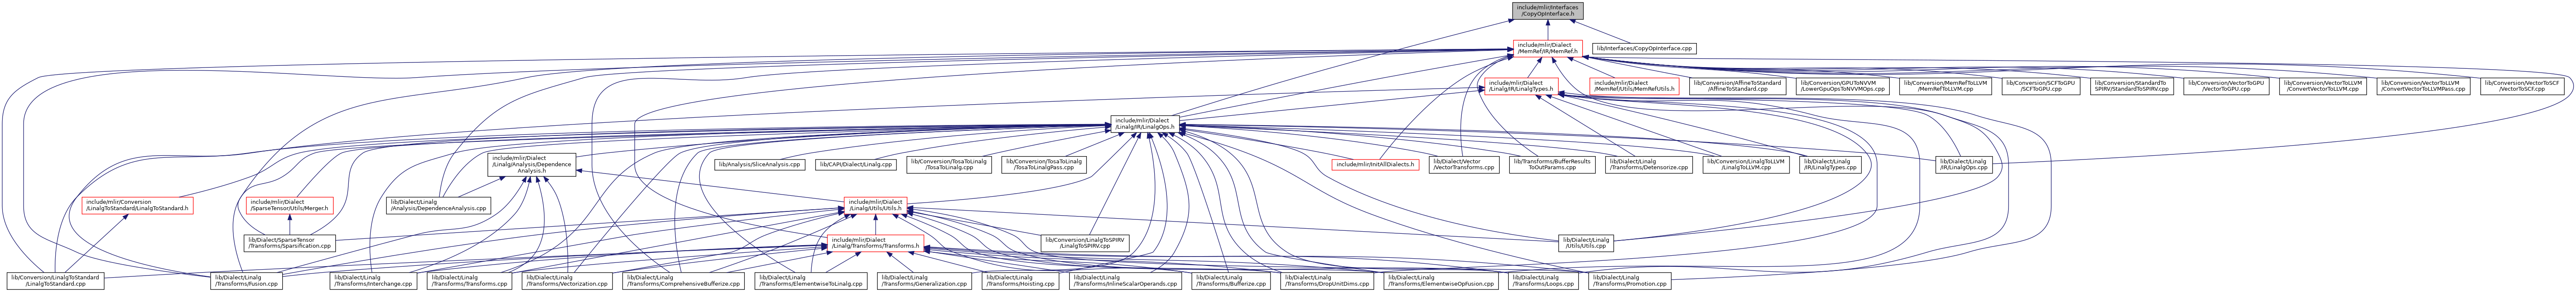 include/mlir/Interfaces
/CopyOpInterface.h
include/mlir/Dialect
/MemRef/IR/MemRef.h
lib/Interfaces/CopyOpInterface.cpp
include/mlir/Dialect
/Linalg/IR/LinalgTypes.h
include/mlir/Dialect
/MemRef/Utils/MemRefUtils.h
lib/Conversion/AffineToStandard
/AffineToStandard.cpp
lib/Conversion/GPUToNVVM
/LowerGpuOpsToNVVMOps.cpp
lib/Conversion/MemRefToLLVM
/MemRefToLLVM.cpp
lib/Conversion/SCFToGPU
/SCFToGPU.cpp
lib/Conversion/StandardTo
SPIRV/StandardToSPIRV.cpp
lib/Conversion/VectorToGPU
/VectorToGPU.cpp
lib/Conversion/VectorToLLVM
/ConvertVectorToLLVM.cpp
lib/Conversion/VectorToLLVM
/ConvertVectorToLLVMPass.cpp
lib/Conversion/VectorToSCF
/VectorToSCF.cpp
include/mlir/Dialect
/Linalg/IR/LinalgOps.h
include/mlir/Dialect
/Linalg/Analysis/Dependence
Analysis.h
lib/Analysis/SliceAnalysis.cpp
lib/CAPI/Dialect/Linalg.cpp
lib/Conversion/TosaToLinalg
/TosaToLinalg.cpp
lib/Conversion/TosaToLinalg
/TosaToLinalgPass.cpp
include/mlir/InitAllDialects.h
lib/Dialect/Vector
/VectorTransforms.cpp
lib/Transforms/BufferResults
ToOutParams.cpp
lib/Dialect/Linalg
/Transforms/Detensorize.cpp
lib/Conversion/LinalgToLLVM
/LinalgToLLVM.cpp
lib/Dialect/Linalg
/IR/LinalgTypes.cpp
lib/Dialect/Linalg
/IR/LinalgOps.cpp
include/mlir/Conversion
/LinalgToStandard/LinalgToStandard.h
include/mlir/Dialect
/SparseTensor/Utils/Merger.h
lib/Dialect/Linalg
/Analysis/DependenceAnalysis.cpp
include/mlir/Dialect
/Linalg/Utils/Utils.h
lib/Dialect/SparseTensor
/Transforms/Sparsification.cpp
include/mlir/Dialect
/Linalg/Transforms/Transforms.h
lib/Conversion/LinalgToSPIRV
/LinalgToSPIRV.cpp
lib/Dialect/Linalg
/Utils/Utils.cpp
lib/Conversion/LinalgToStandard
/LinalgToStandard.cpp
lib/Dialect/Linalg
/Transforms/Fusion.cpp
lib/Dialect/Linalg
/Transforms/Interchange.cpp
lib/Dialect/Linalg
/Transforms/Transforms.cpp
lib/Dialect/Linalg
/Transforms/Vectorization.cpp
lib/Dialect/Linalg
/Transforms/ComprehensiveBufferize.cpp
lib/Dialect/Linalg
/Transforms/ElementwiseToLinalg.cpp
lib/Dialect/Linalg
/Transforms/Generalization.cpp
lib/Dialect/Linalg
/Transforms/Hoisting.cpp
lib/Dialect/Linalg
/Transforms/InlineScalarOperands.cpp
lib/Dialect/Linalg
/Transforms/Bufferize.cpp
lib/Dialect/Linalg
/Transforms/DropUnitDims.cpp
lib/Dialect/Linalg
/Transforms/ElementwiseOpFusion.cpp
lib/Dialect/Linalg
/Transforms/Loops.cpp
lib/Dialect/Linalg
/Transforms/Promotion.cpp